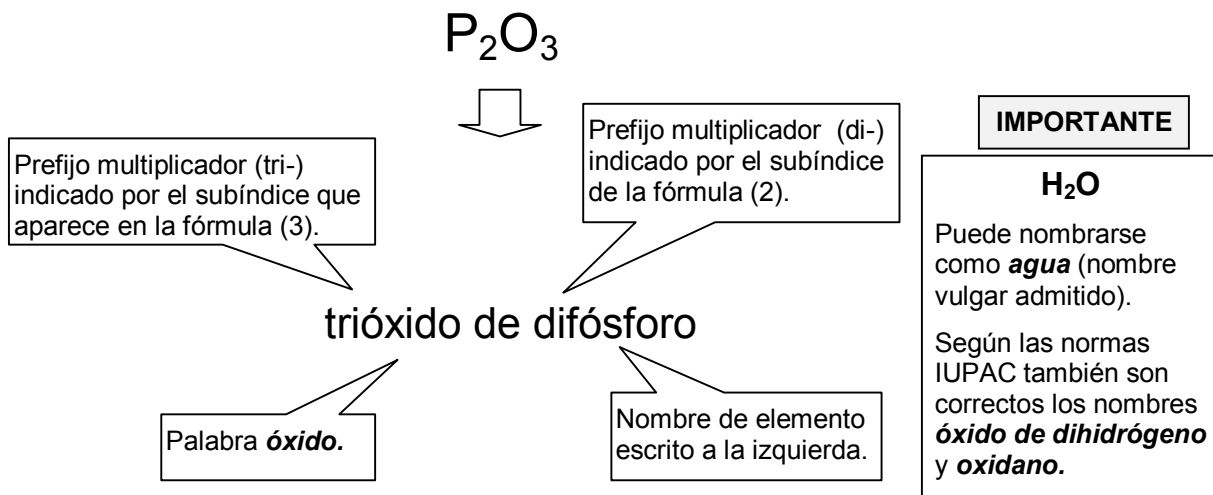 P₂O₃
Prefijo multiplicador (tri-)
indicado por el subíndice que
aparece en la fórmula (3).
Prefijo multiplicador (di-)
indicado por el subíndice
de la fórmula (2).
trióxido de difósforo
Palabra óxido.
Nombre de elemento
escrito a la izquierda.
IMPORTANTE
H₂O
Puede nombrarse
como agua (nombre
vulgar admitido).
Según las normas
IUPAC también son
correctos los nombres
óxido de dihidrógeno
y oxidano.